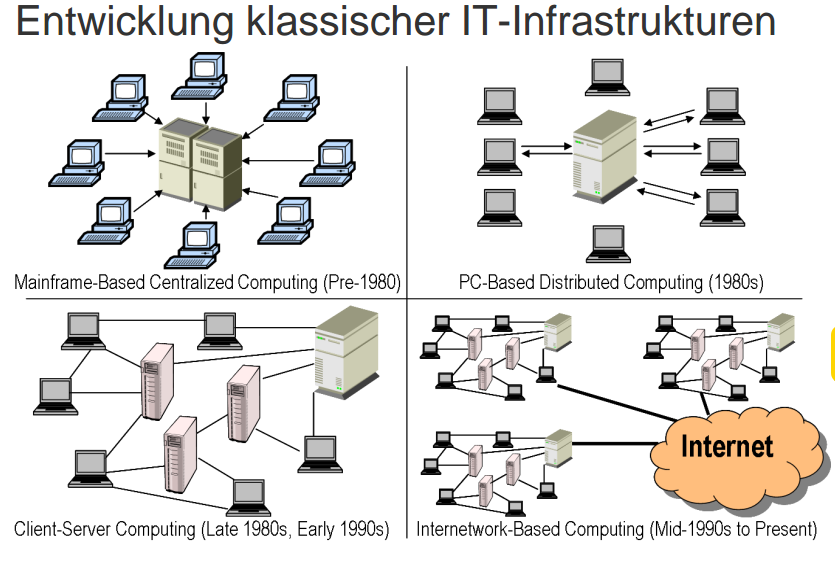 Entwicklung klassischer IT-Infrastrukturen
Mainframe-Based Centralized Computing (Pre-1980)
PC-Based Distributed Computing (1980s)
Internet
Client-Server Computing (Late 1980s, Early 1990s)
Internetwork-Based Computing (Mid-1990s to Present)